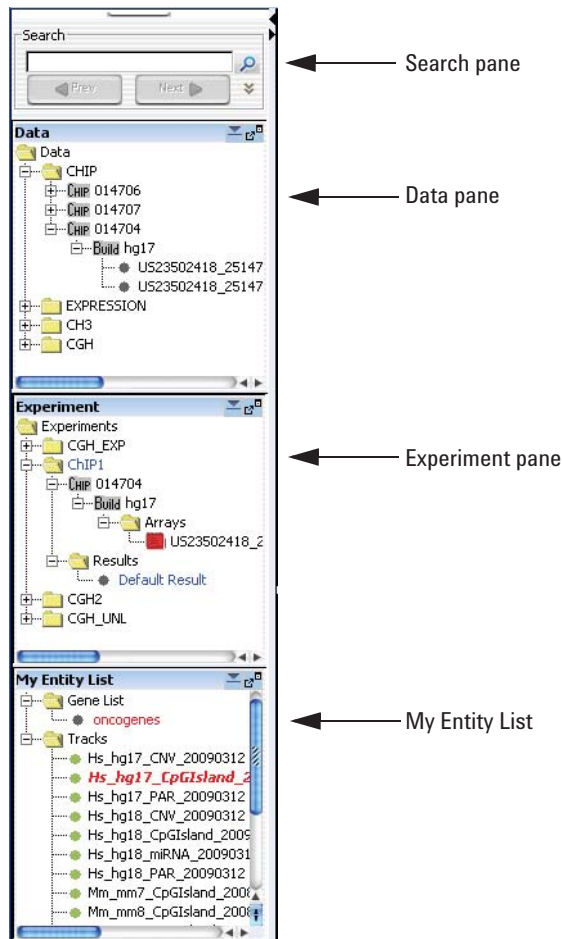 Search
Prev
Next
Search pane
Data
Data
CHIP
CHIP 014706
CHIP 014707
CHIP 014704
Build hg17
US23502418_25147
US23502418_25147
EXPRESSION
CH3
CGH
Data pane
Experiment
Experiments
CGH_EXP
ChIP1
CHIP 014704
Build hg17
Arrays
US23502418_2
Results
Default Result
CGH2
CGH_UNL
Experiment pane
My Entity List
Gene List
oncogenes
Tracks
Hs_hg17_CNV_20090312
Hs_hg17_CpGIsland_2
Hs_hg17_PAR_20090312
Hs_hg18_CNV_20090312
Hs_hg18_CpGIsland_2009
Hs_hg18_miRNA_2009031
Hs_hg18_PAR_20090312
Mm_mm7_CpGIsland_2008
Mm_mm8_CpGIsland_2008
My Entity List